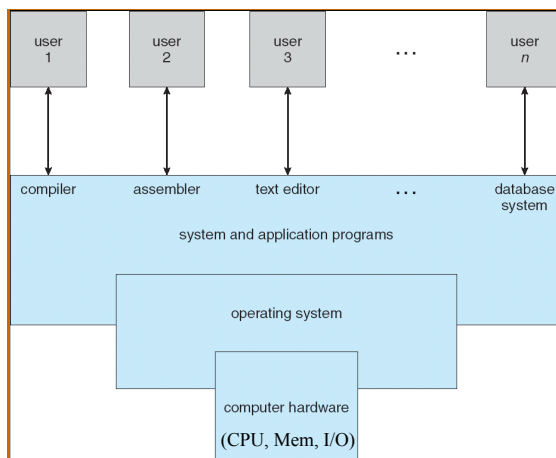 user
1
user
2
user
3
...
user
n
compiler
assembler
text editor
...
database
system
system and application programs
operating system
computer hardware
(CPU, Mem, I/O)